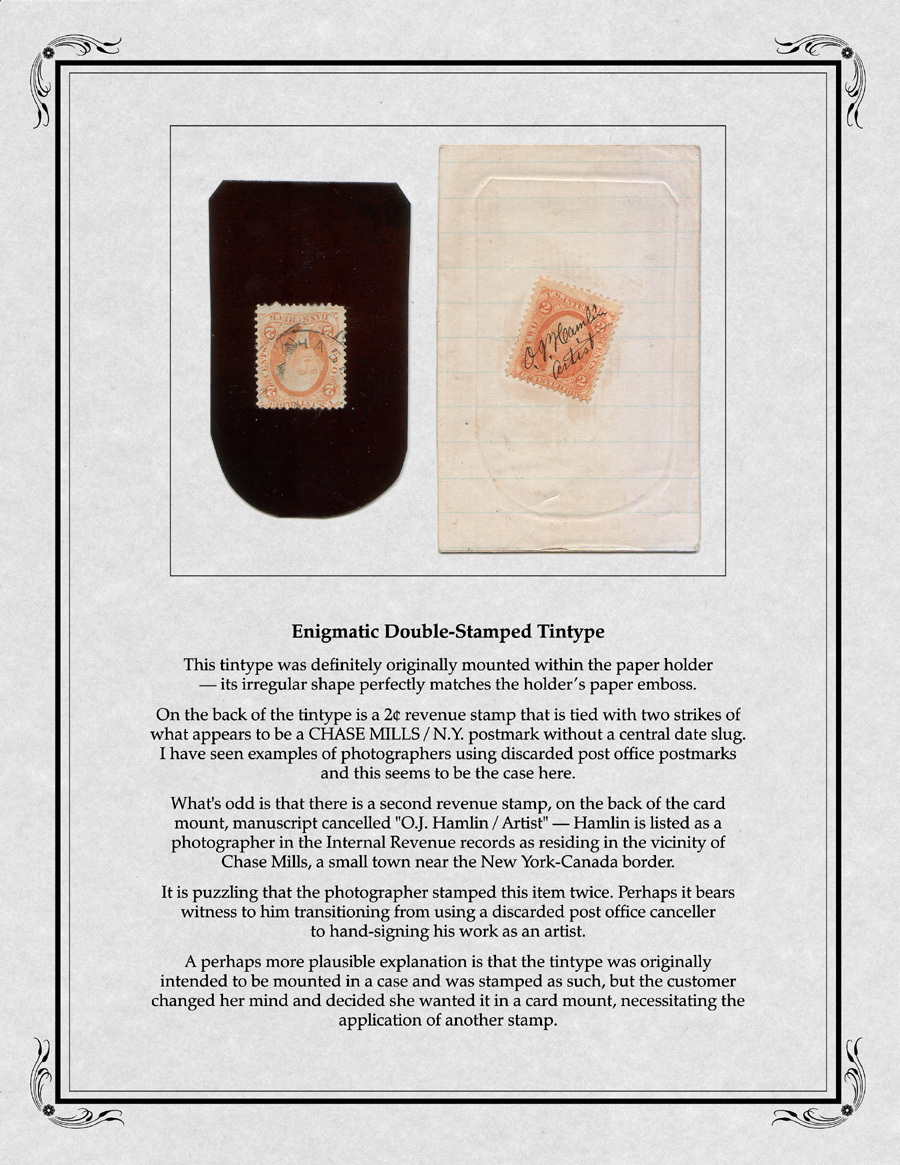 O.J. Hamlin
Artist
Enigmatic Double-Stamped Tintype
This tintype was definitely originally mounted within the paper holder
— its irregular shape perfectly matches the holder's paper emboss.
On the back of the tintype is a 2¢ revenue stamp that is tied with two strikes of
what appears to be a CHASE MILLS / N.Y. postmark without a central date slug.
I have seen examples of photographers using discarded post office postmarks
and this seems to be the case here.
What's odd is that there is a second revenue stamp, on the back of the card
mount, manuscript cancelled "O.J. Hamlin / Artist" — Hamlin is listed as a
photographer in the Internal Revenue records as residing in the vicinity of
Chase Mills, a small town near the New York-Canada border.
It is puzzling that the photographer stamped this item twice. Perhaps it bears
witness to him transitioning from using a discarded post office canceller
to hand-signing his work as an artist.
A perhaps more plausible explanation is that the tintype was originally
intended to be mounted in a case and was stamped as such, but the customer
changed her mind and decided she wanted it in a card mount, necessitating the
application of another stamp.